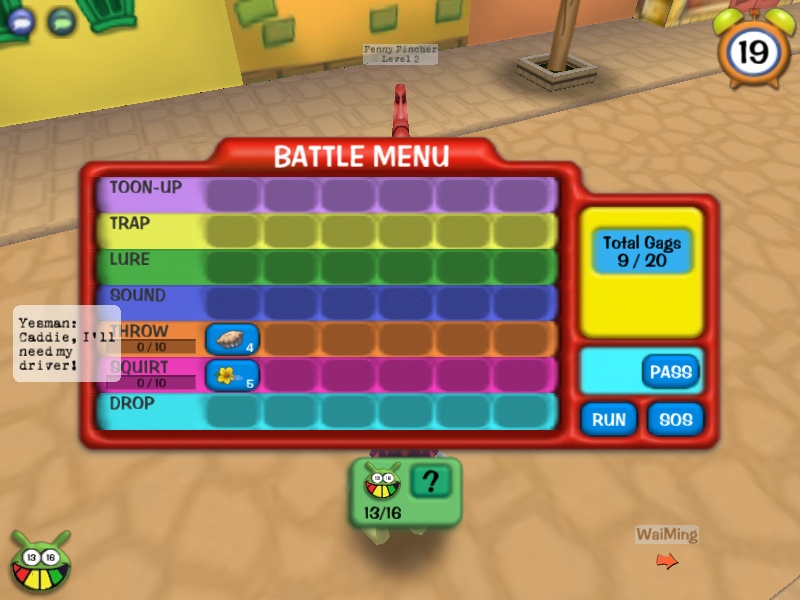 Penny Pincher
Level 2
19
BATTLE MENU
TOON-UP
TRAP
LURE
SOUND
THROW
0 / 10
4
SQUIRT
0 / 10
5
DROP
Total Gags
9 / 20
PASS
RUN
SOS
Yesman:
Caddie, I'll
need my
driver!
13 16
?
13/16
13 16
WaiMing